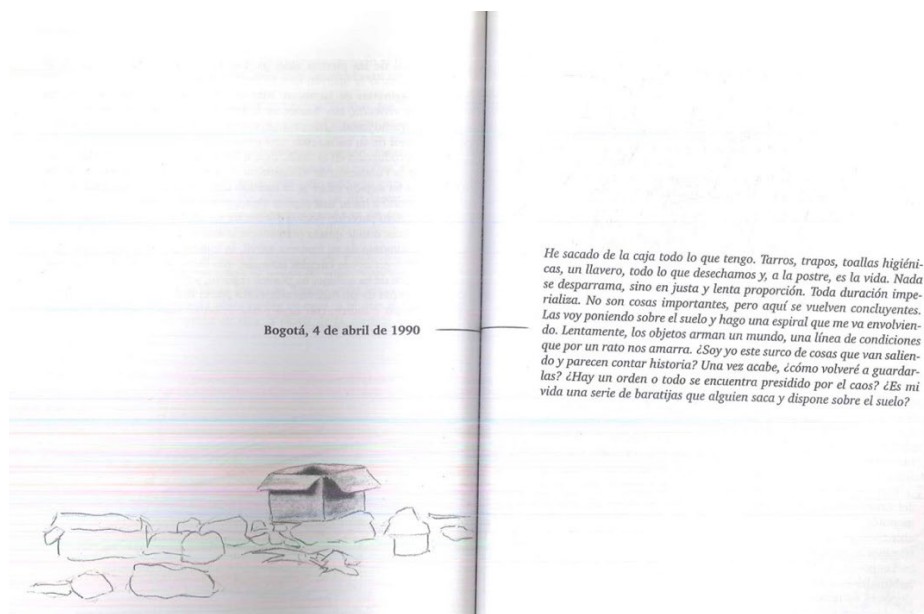 Bogotá, 4 de abril de 1990
He sacado de la caja todo lo que tengo. Tarros, trapos, toallas higiéni-
cas, un llavero, todo lo que desechamos y, a la postre, es la vida. Nada
se desparrama, sino en justa y lenta proporción. Toda duración impe-
rializa. No son cosas importantes, pero aquí se vuelven concluyentes.
Las voy poniendo sobre el suelo y hago una espiral que me va envolvien-
do. Lentamente, los objetos arman un mundo, una línea de condiciones
que por un rato nos amarra. ¿Soy yo este surco de cosas que van salien-
do y parecen contar historia? Una vez acabe, ¿cómo volveré a guardar-
las? ¿Hay un orden o todo se encuentra presidido por el caos? ¿Es mi
vida una serie de baratijas que alguien saca y dispone sobre el suelo?